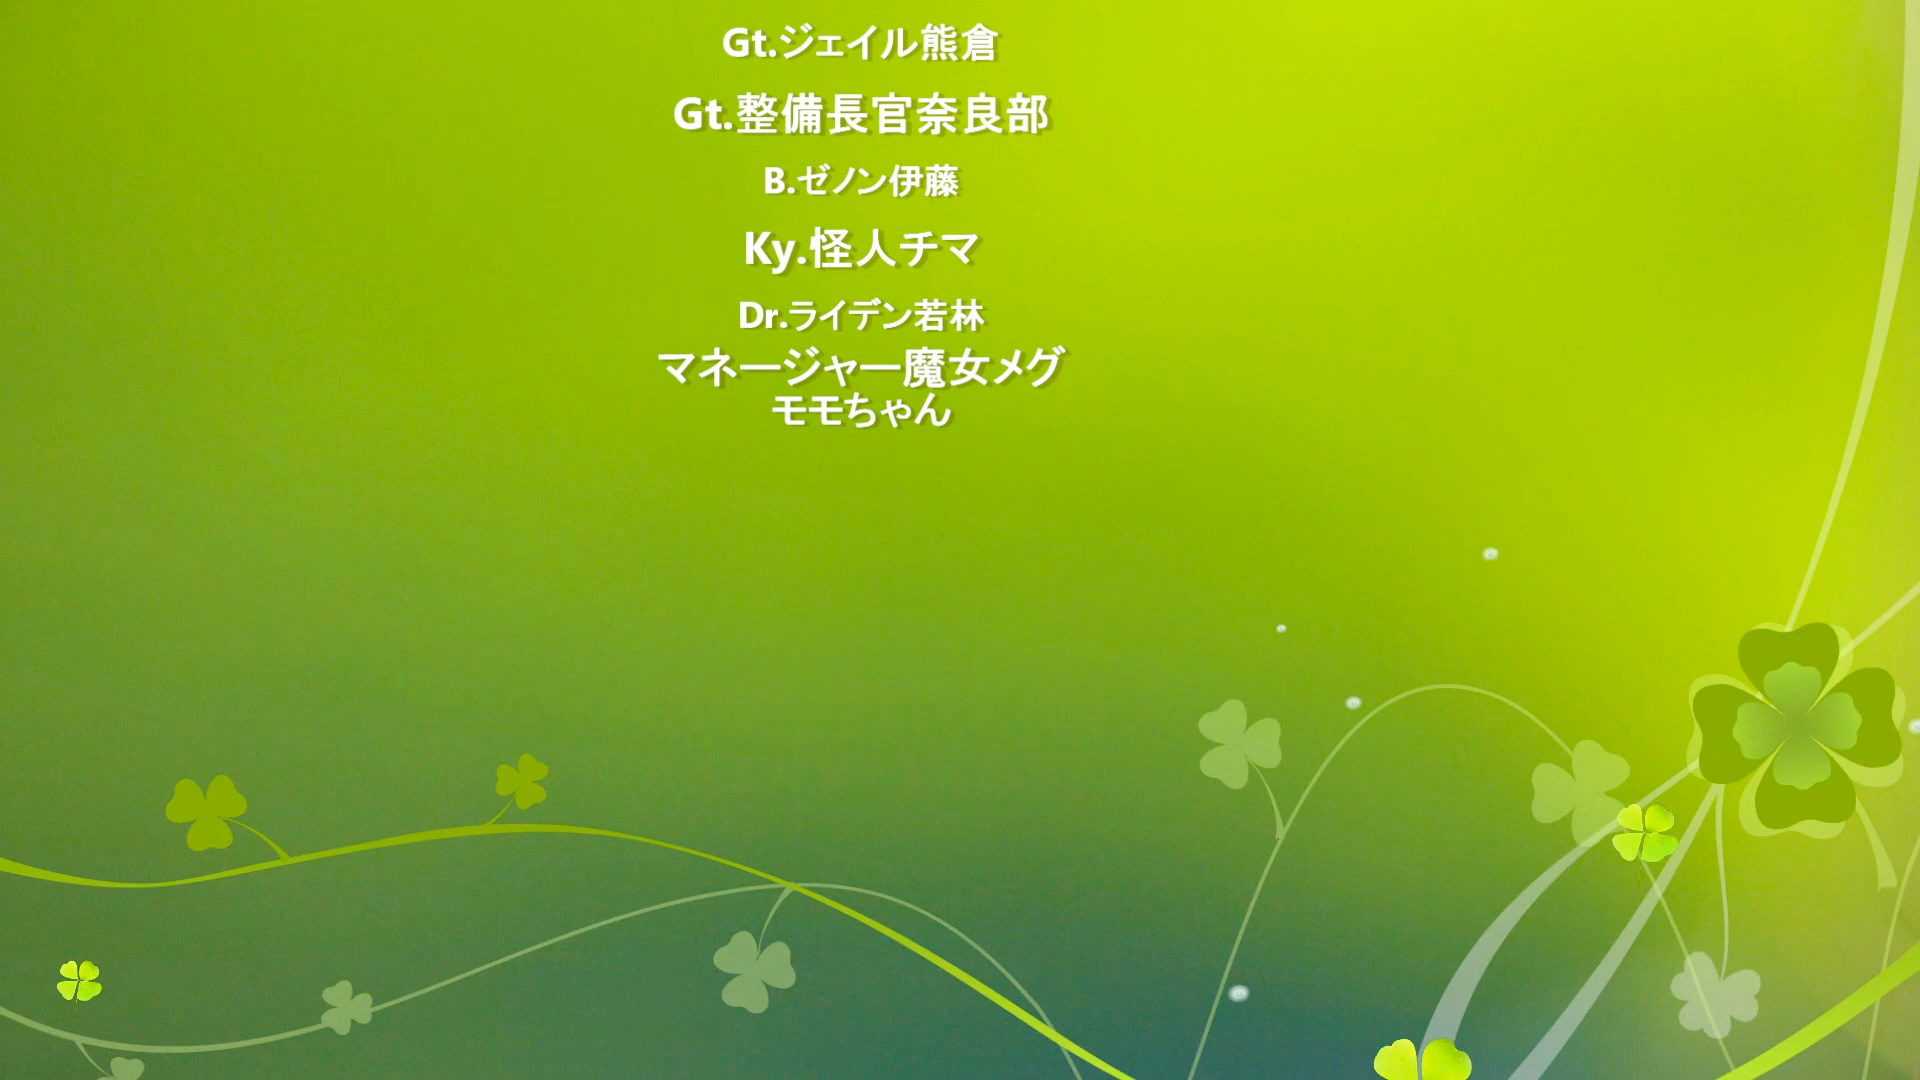 Gt.ジェイル熊倉
Gt.整備長官奈良部
B.ゼノン伊藤
Ky.怪人チマ
Dr.ライデン若林
マネージャー魔女メグ
モモちゃん